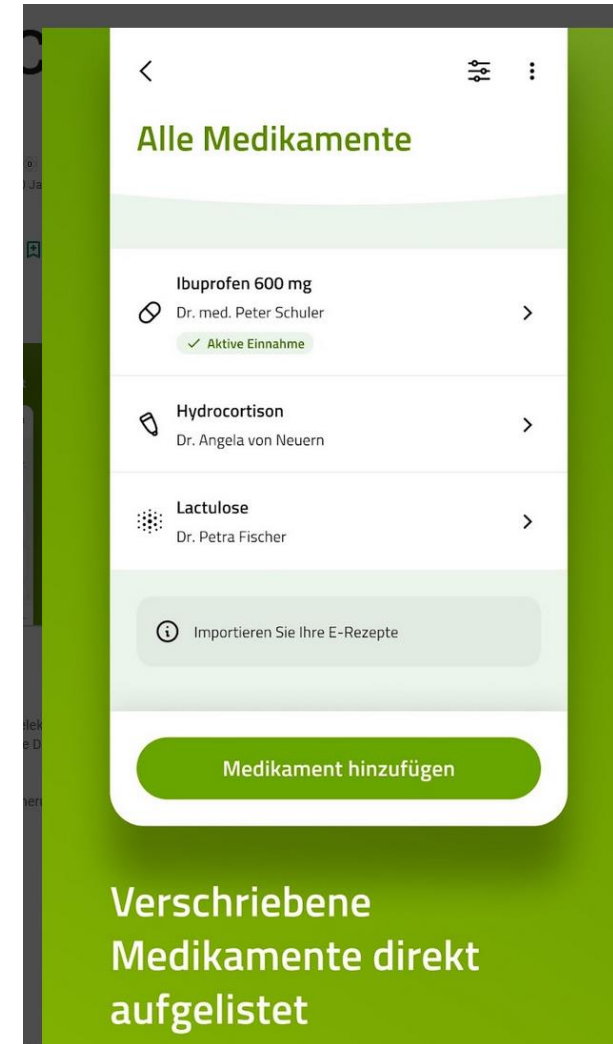 Alle Medikamente
Ibuprofen 600 mg
Dr. med. Peter Schuler
Aktive Einnahme
Hydrocortison
Dr. Angela von Neuern
Lactulose
Dr. Petra Fischer
Importieren Sie Ihre E-Rezepte
Medikament hinzufügen
Verschriebene
Medikamente direkt
aufgelistet